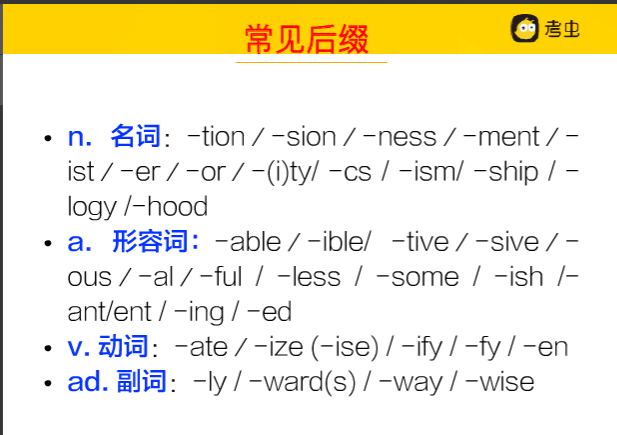 常见后缀
考虫
• n. 名词：-tion / -sion / -ness / -ment / -
ist / -er / -or / -(i)ty/ -cs / -ism/ -ship / -
logy /-hood
• a. 形容词：-able / -ible/ -tive / -sive / -
ous / -al / -ful / -less / -some / -ish /-
ant/ent / -ing / -ed
• v. 动词：-ate / -ize (-ise) / -ify / -fy / -en
• ad. 副词：-ly / -ward(s) / -way / -wise